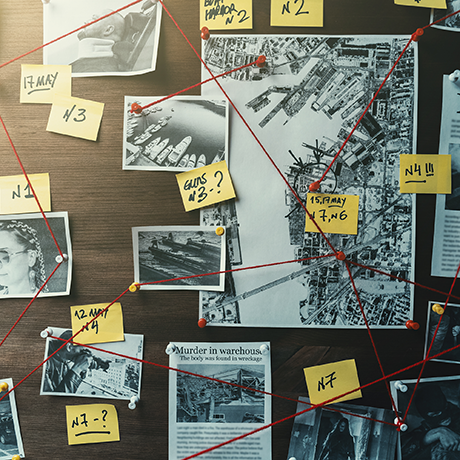 HARBOR
N2
N2
17 MAY
N3
GUNS
N3-?
N4 !!!
N1
15, 17 MAY
N7, N6
12 MAY
N4
Murder in warehouse
The body was found in wreckage
N7
N7-?